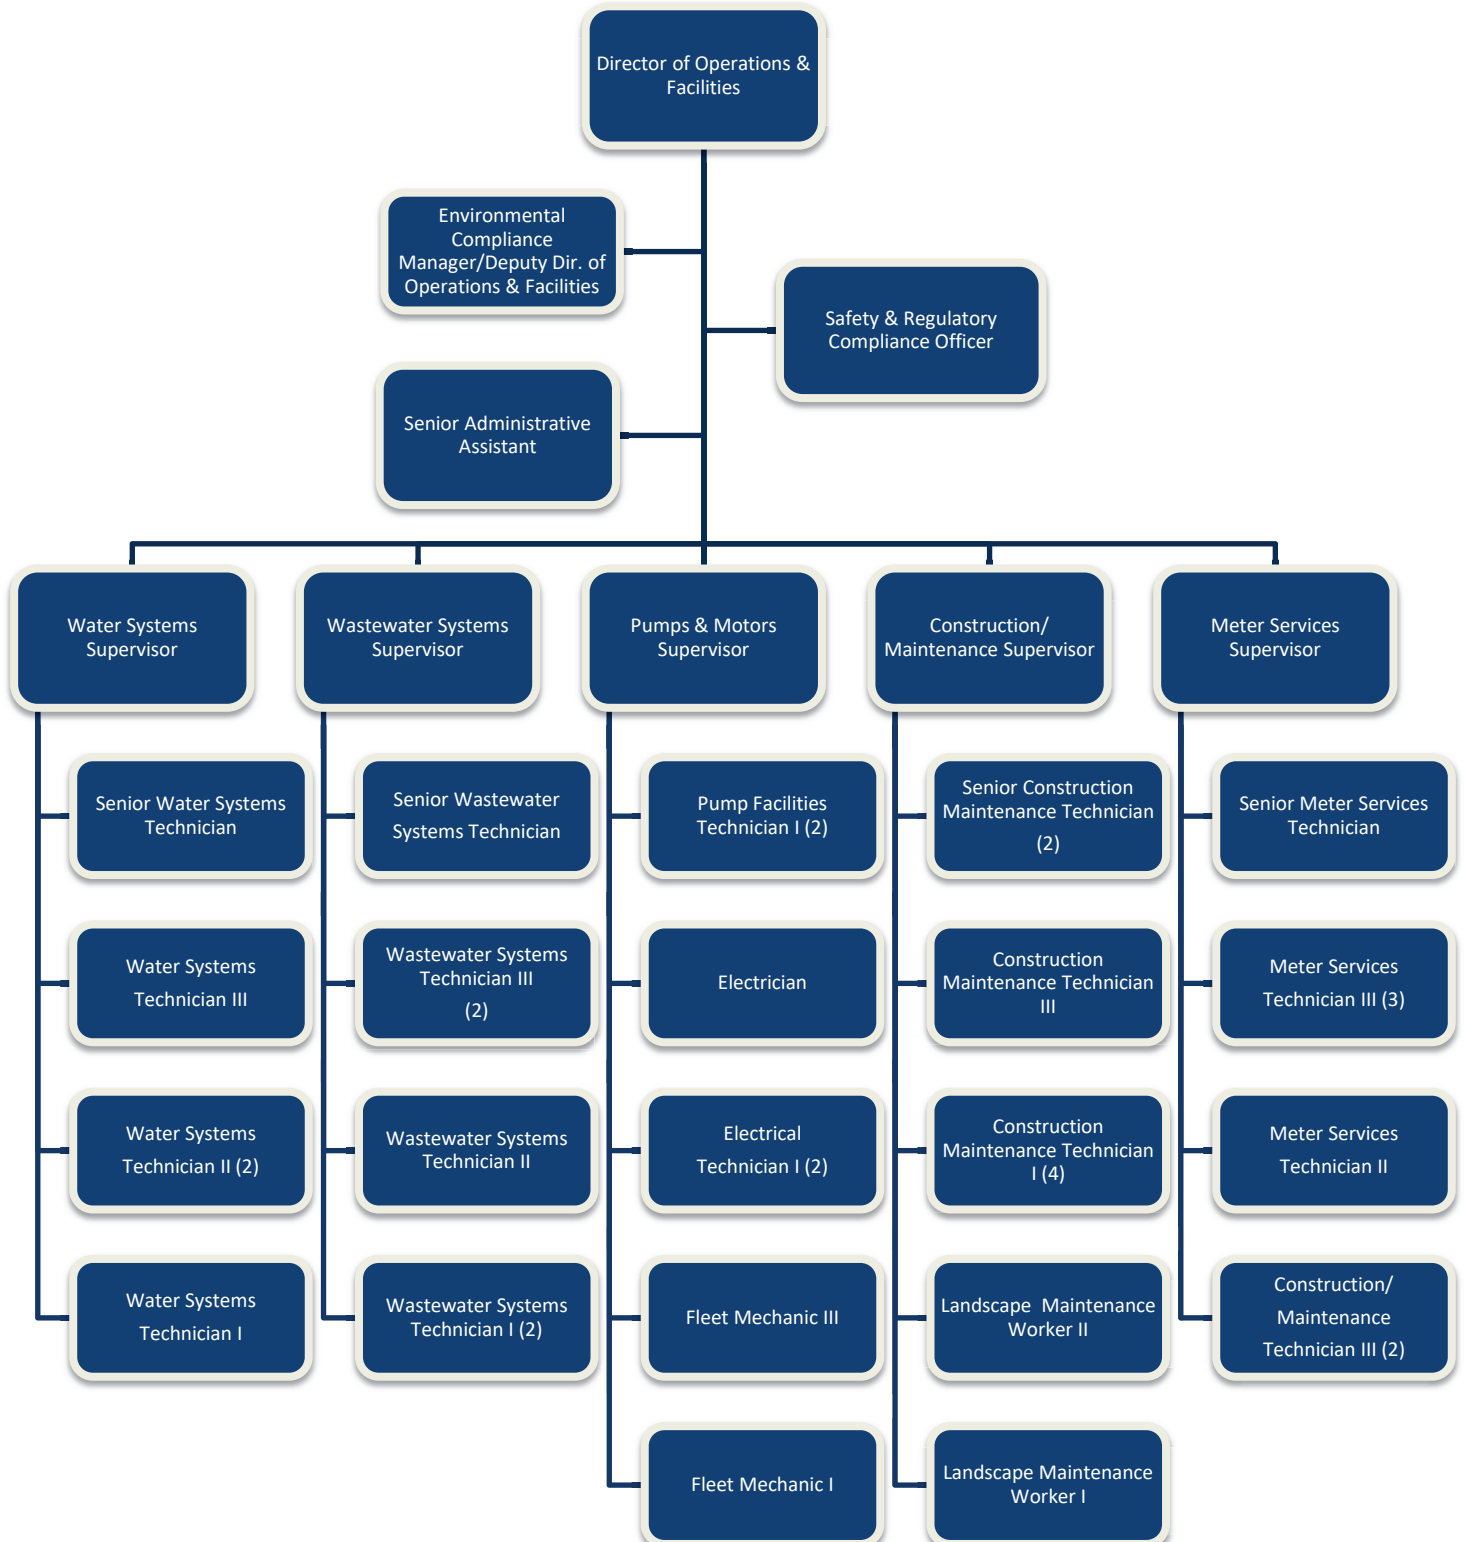 Director of Operations &
Facilities
Environmental
Compliance
Manager/Deputy Dir. of
Operations & Facilities
Safety & Regulatory
Compliance Officer
Senior Administrative
Assistant
Water Systems
Supervisor
Wastewater Systems
Supervisor
Pumps & Motors
Supervisor
Construction/
Maintenance Supervisor
Meter Services
Supervisor
Senior Water Systems
Technician
Senior Wastewater
Systems Technician
Pump Facilities
Technician I (2)
Senior Construction
Maintenance Technician
(2)
Senior Meter Services
Technician
Water Systems
Technician III
Wastewater Systems
Technician III
(2)
Electrician
Construction
Maintenance Technician
III
Meter Services
Technician III (3)
Water Systems
Technician II (2)
Wastewater Systems
Technician II
Electrical
Technician I (2)
Construction
Maintenance Technician
I (4)
Meter Services
Technician II
Water Systems
Technician I
Wastewater Systems
Technician I (2)
Fleet Mechanic III
Landscape Maintenance
Worker II
Construction/
Maintenance
Technician III (2)
Fleet Mechanic I
Landscape Maintenance
Worker I